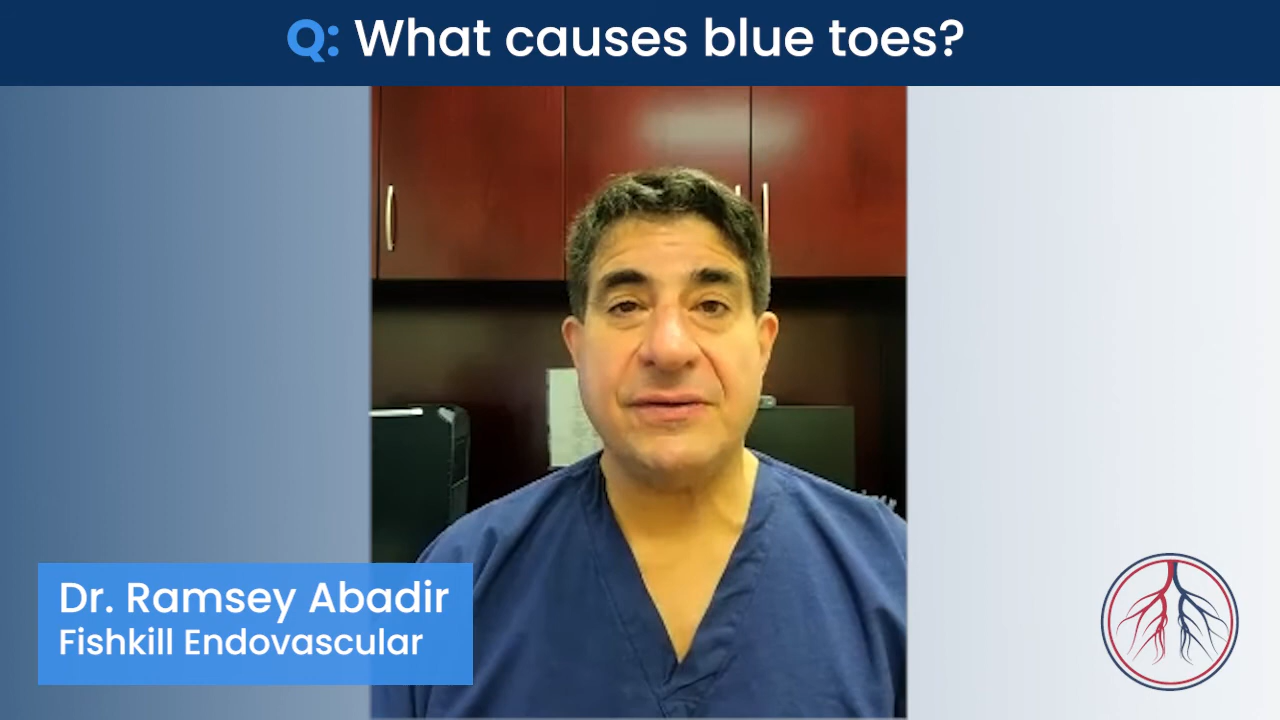 Q: What causes blue toes?
Dr. Ramsey Abadir
Fishkill Endovascular